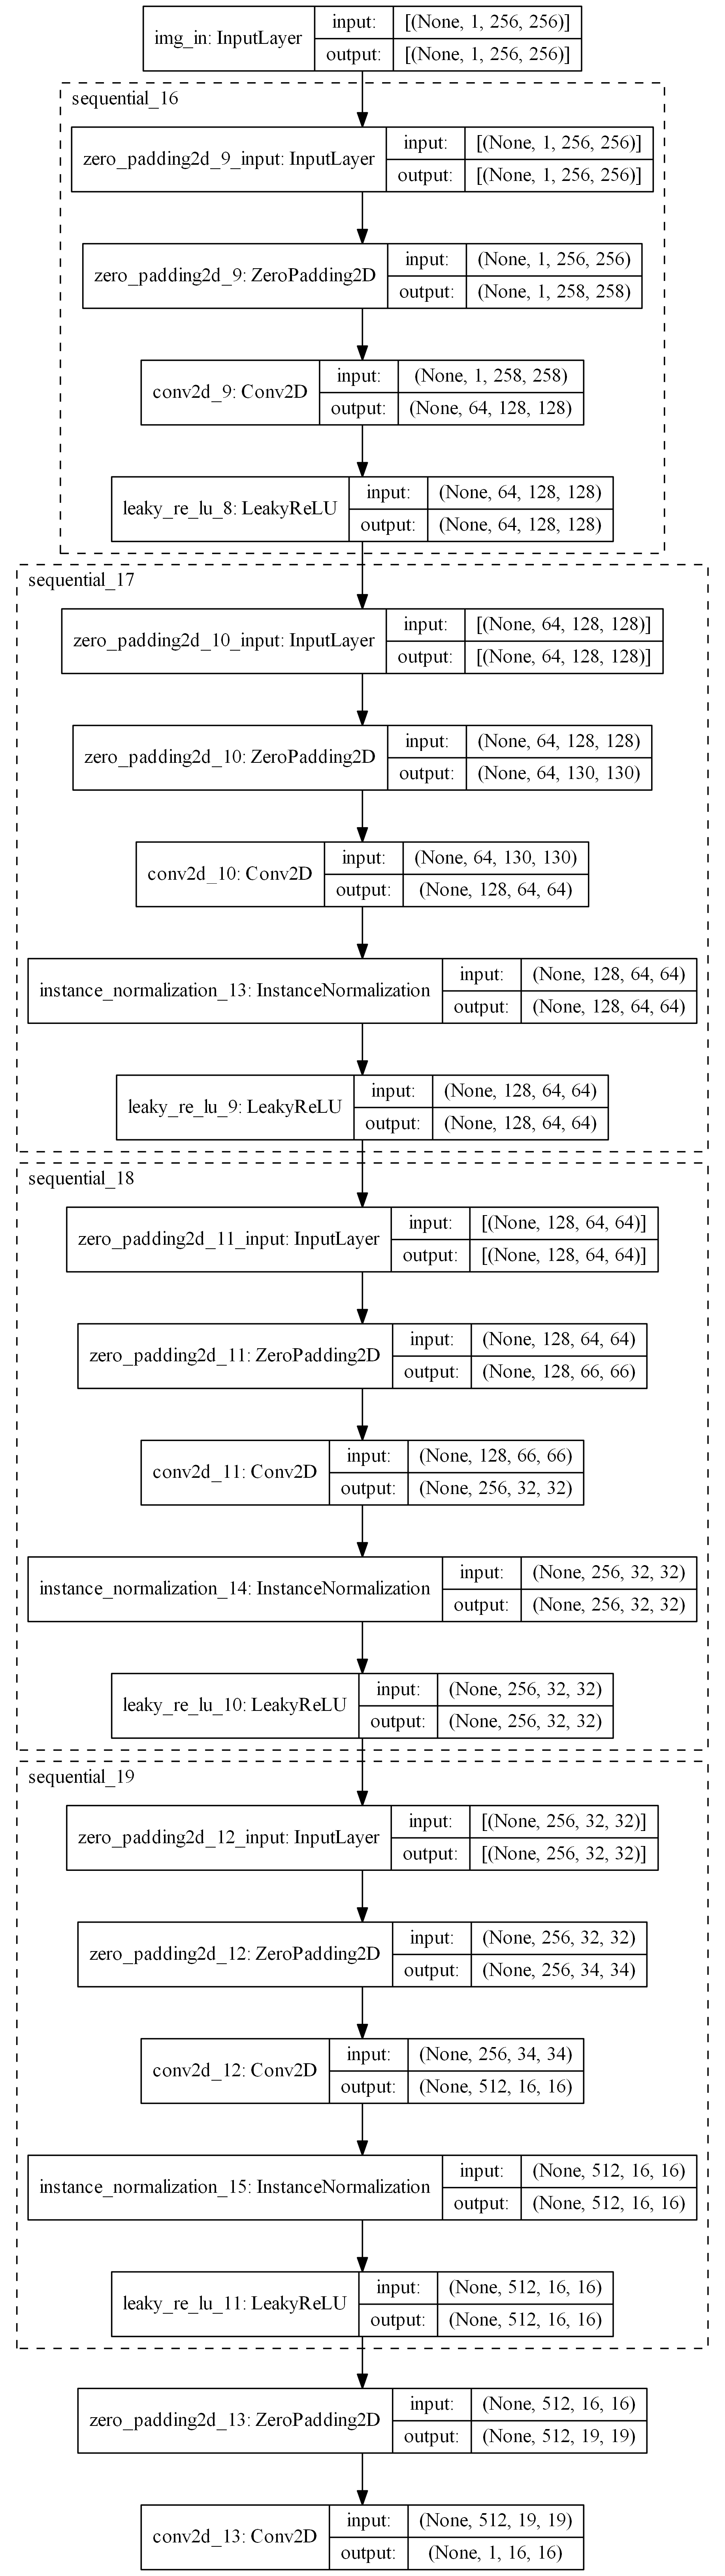 img_in: InputLayer
input:
[(None, 1, 256, 256)]
output:
[(None, 1, 256, 256)]
sequential_16
zero_padding2d_9_input: InputLayer
input:
[(None, 1, 256, 256)]
output:
[(None, 1, 256, 256)]
zero_padding2d_9: ZeroPadding2D
input:
(None, 1, 256, 256)
output:
(None, 1, 258, 258)
conv2d_9: Conv2D
input:
(None, 1, 258, 258)
output:
(None, 64, 128, 128)
leaky_re_lu_8: LeakyReLU
input:
(None, 64, 128, 128)
output:
(None, 64, 128, 128)
sequential_17
zero_padding2d_10_input: InputLayer
input:
[(None, 64, 128, 128)]
output:
[(None, 64, 128, 128)]
zero_padding2d_10: ZeroPadding2D
input:
(None, 64, 128, 128)
output:
(None, 64, 130, 130)
conv2d_10: Conv2D
input:
(None, 64, 130, 130)
output:
(None, 128, 64, 64)
instance_normalization_13: InstanceNormalization
input:
(None, 128, 64, 64)
output:
(None, 128, 64, 64)
leaky_re_lu_9: LeakyReLU
input:
(None, 128, 64, 64)
output:
(None, 128, 64, 64)
sequential_18
zero_padding2d_11_input: InputLayer
input:
[(None, 128, 64, 64)]
output:
[(None, 128, 64, 64)]
zero_padding2d_11: ZeroPadding2D
input:
(None, 128, 64, 64)
output:
(None, 128, 66, 66)
conv2d_11: Conv2D
input:
(None, 128, 66, 66)
output:
(None, 256, 32, 32)
instance_normalization_14: InstanceNormalization
input:
(None, 256, 32, 32)
output:
(None, 256, 32, 32)
leaky_re_lu_10: LeakyReLU
input:
(None, 256, 32, 32)
output:
(None, 256, 32, 32)
sequential_19
zero_padding2d_12_input: InputLayer
input:
[(None, 256, 32, 32)]
output:
[(None, 256, 32, 32)]
zero_padding2d_12: ZeroPadding2D
input:
(None, 256, 32, 32)
output:
(None, 256, 34, 34)
conv2d_12: Conv2D
input:
(None, 256, 34, 34)
output:
(None, 512, 16, 16)
instance_normalization_15: InstanceNormalization
input:
(None, 512, 16, 16)
output:
(None, 512, 16, 16)
leaky_re_lu_11: LeakyReLU
input:
(None, 512, 16, 16)
output:
(None, 512, 16, 16)
zero_padding2d_13: ZeroPadding2D
input:
(None, 512, 16, 16)
output:
(None, 512, 19, 19)
conv2d_13: Conv2D
input:
(None, 512, 19, 19)
output:
(None, 1, 16, 16)